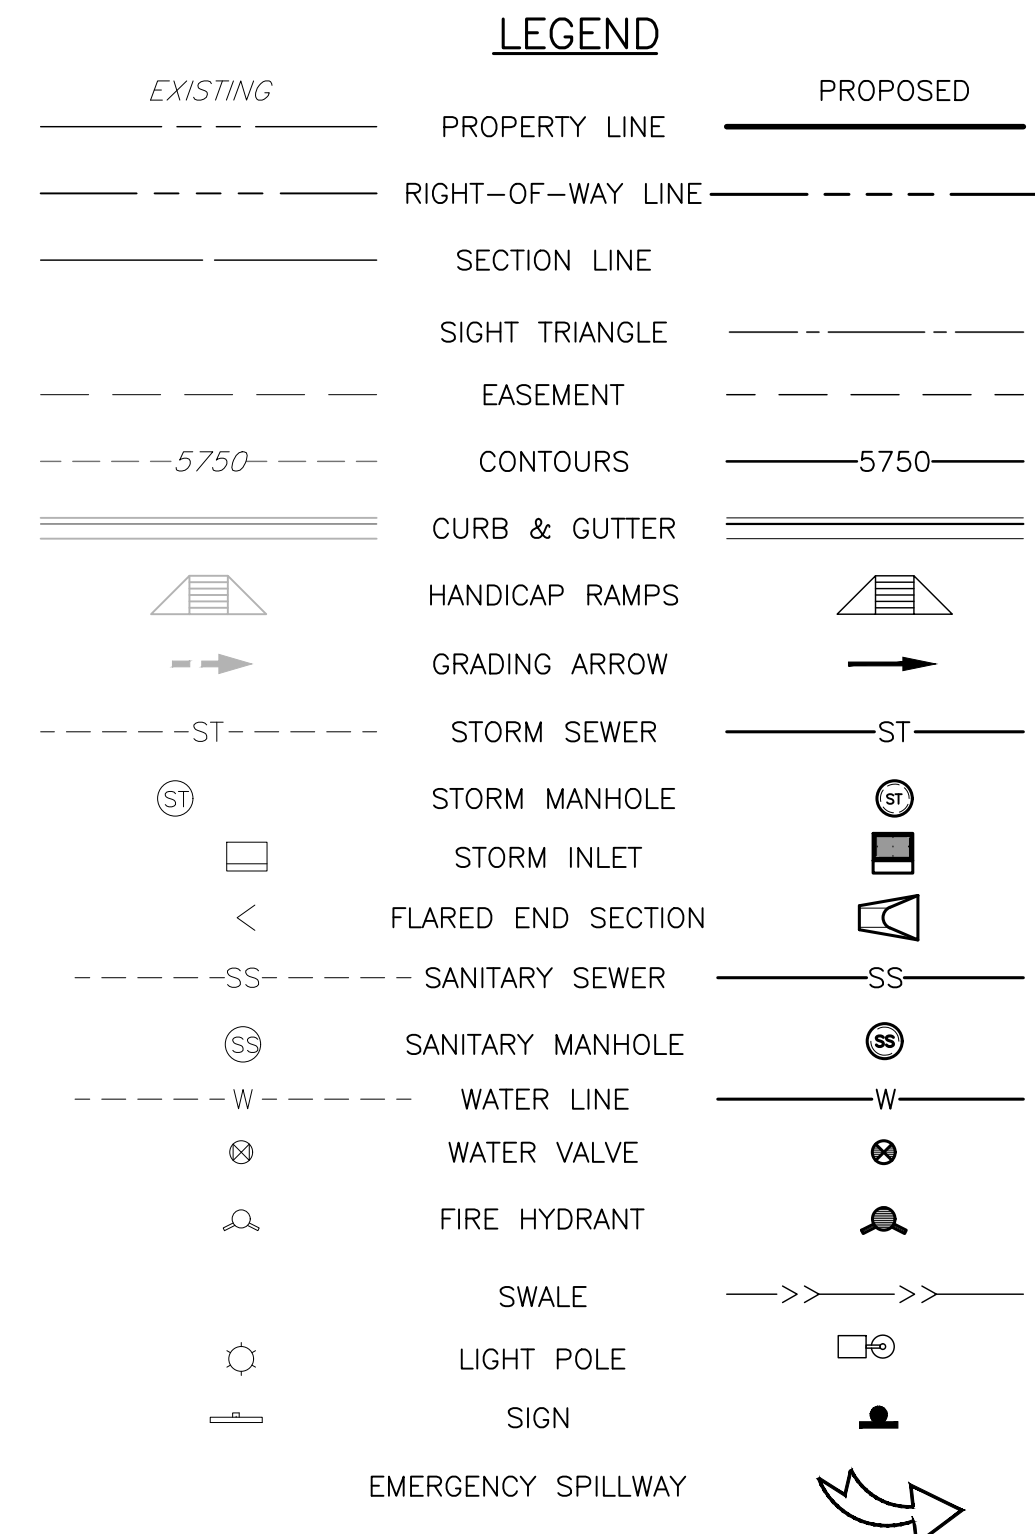 LEGEND
EXISTING PROPOSED
PROPERTY LINE
RIGHT-OF-WAY LINE
SECTION LINE
SIGHT TRIANGLE
EASEMENT
5750 CONTOURS 5750
CURB & GUTTER
HANDICAP RAMPS
GRADING ARROW
ST STORM SEWER ST
ST STORM MANHOLE ST
STORM INLET
FLARED END SECTION
SS SANITARY SEWER SS
SS SANITARY MANHOLE SS
W WATER LINE W
WATER VALVE
FIRE HYDRANT
SWALE
LIGHT POLE
SIGN
EMERGENCY SPILLWAY